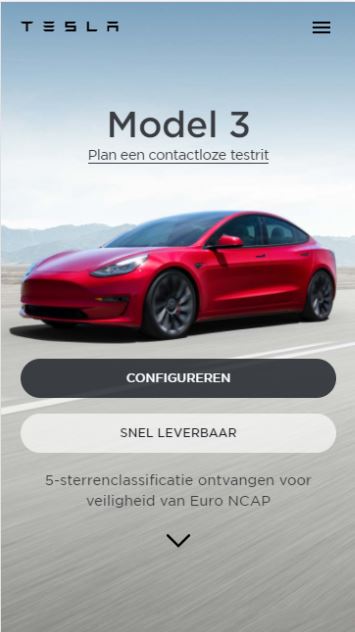 TESLA
Model 3
Plan een contactloze testrit
CONFIGUREREN
SNEL LEVERBAAR
5-sterrenclassificatie ontvangen voor
veiligheid van Euro NCAP